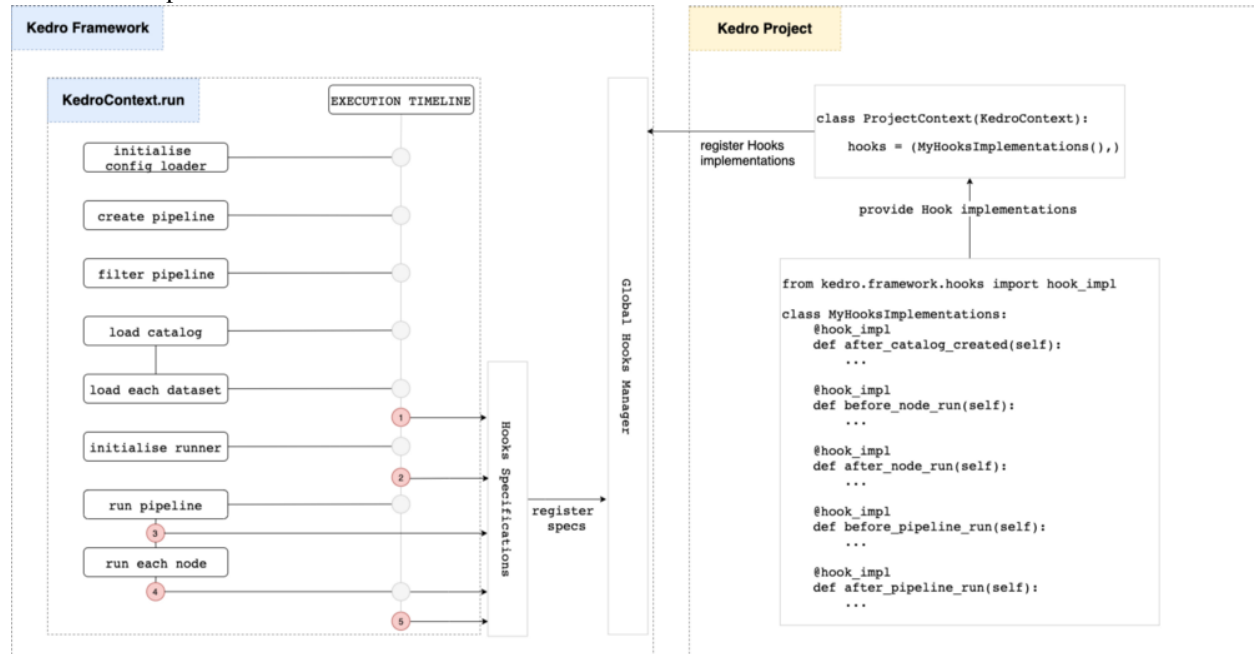 Kedro Framework
KedroContext.run
EXECUTION TIMELINE
initialise
config loader
create pipeline
filter pipeline
load catalog
load each dataset
1
initialise runner
2
run pipeline
3
run each node
4
5
Hooks Specifications
register
specs
Global Hooks Manager
Kedro Project
register Hooks
implementations
class ProjectContext(KedroContext):
hooks = (MyHooksImplementations(),)
provide Hook implementations
from kedro.framework.hooks import hook_impl
class MyHooksImplementations:
@hook_impl
def after_catalog_created(self):
...
@hook_impl
def before_node_run(self):
...
@hook_impl
def after_node_run(self):
...
@hook_impl
def before_pipeline_run(self):
...
@hook_impl
def after_pipeline_run(self):
...